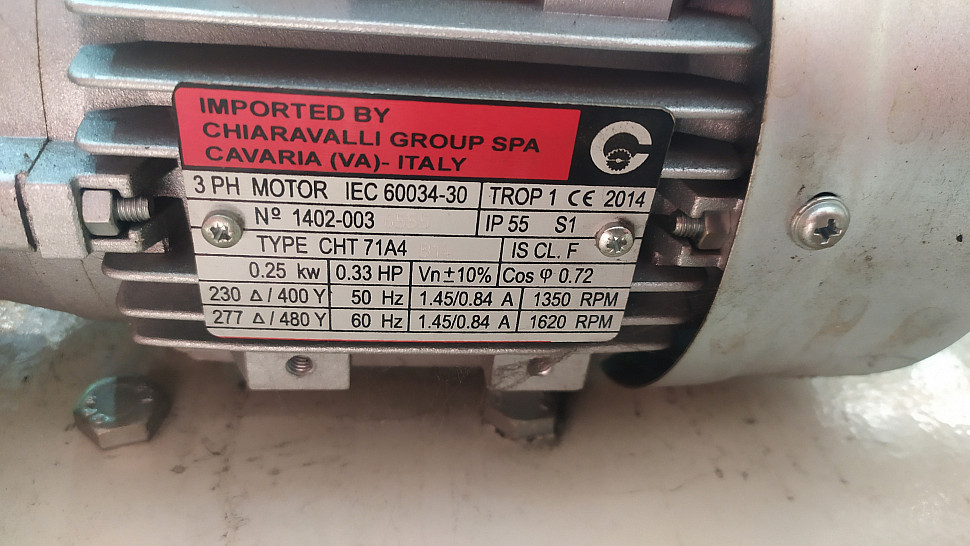 IMPORTED BY
CHIARAVALLI GROUP SPA
CAVARIA (VA)- ITALY
3 PH MOTOR IEC 60034-30 TROP 1 CE 2014
Nº 1402-003 IP 55 S1
TYPE CHT 71A4 IS CL. F
0.25 kw 0.33 HP Vn±10% Cos φ 0.72
230 Δ / 400 Y 50 Hz 1.45/0.84 A 1350 RPM
277 Δ / 480 Y 60 Hz 1.45/0.84 A 1620 RPM